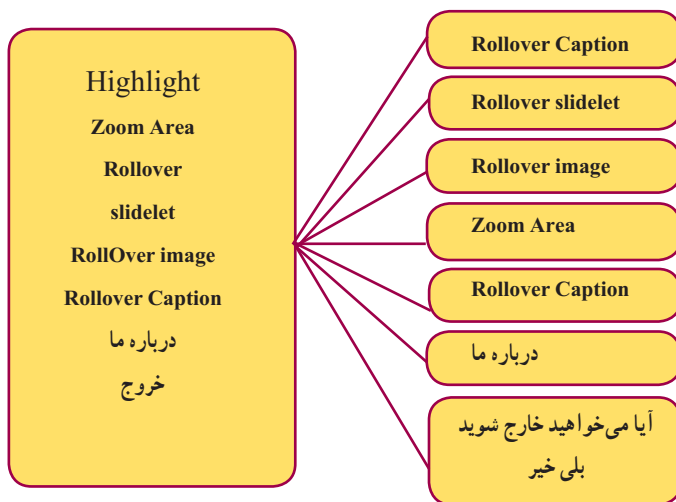 Highlight
Zoom Area
Rollover
slidelet
RollOver image
Rollover Caption
درباره ما
خروج
Rollover Caption
Rollover slidelet
Rollover image
Zoom Area
Rollover Caption
درباره ما
آیا می‌خواهید خارج شوید
بلی خیر